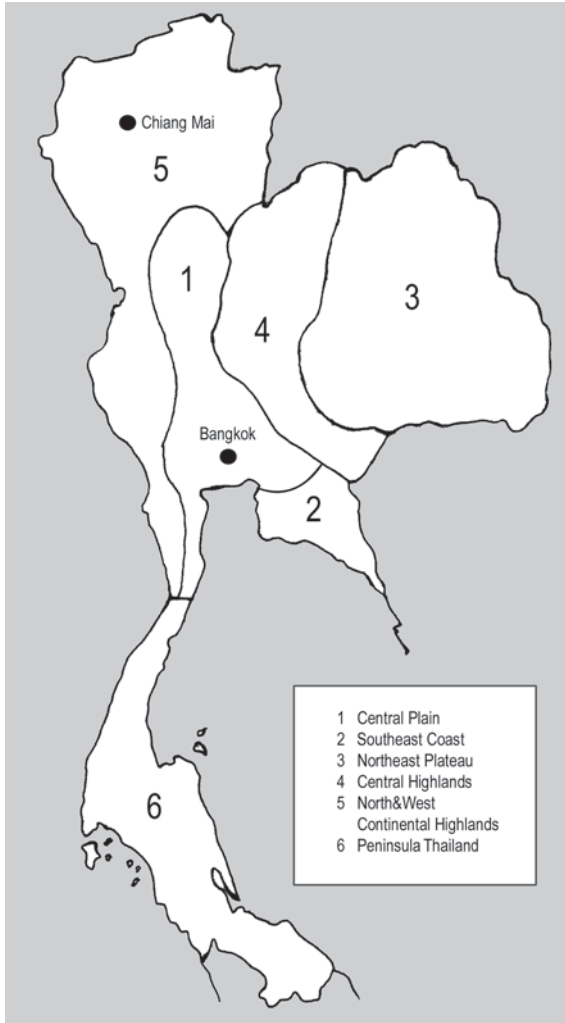 Chiang Mai
5
1
3
4
Bangkok
2
1 Central Plain
2 Southeast Coast
3 Northeast Plateau
4 Central Highlands
5 North&West
Continental Highlands
6 Peninsula Thailand
6